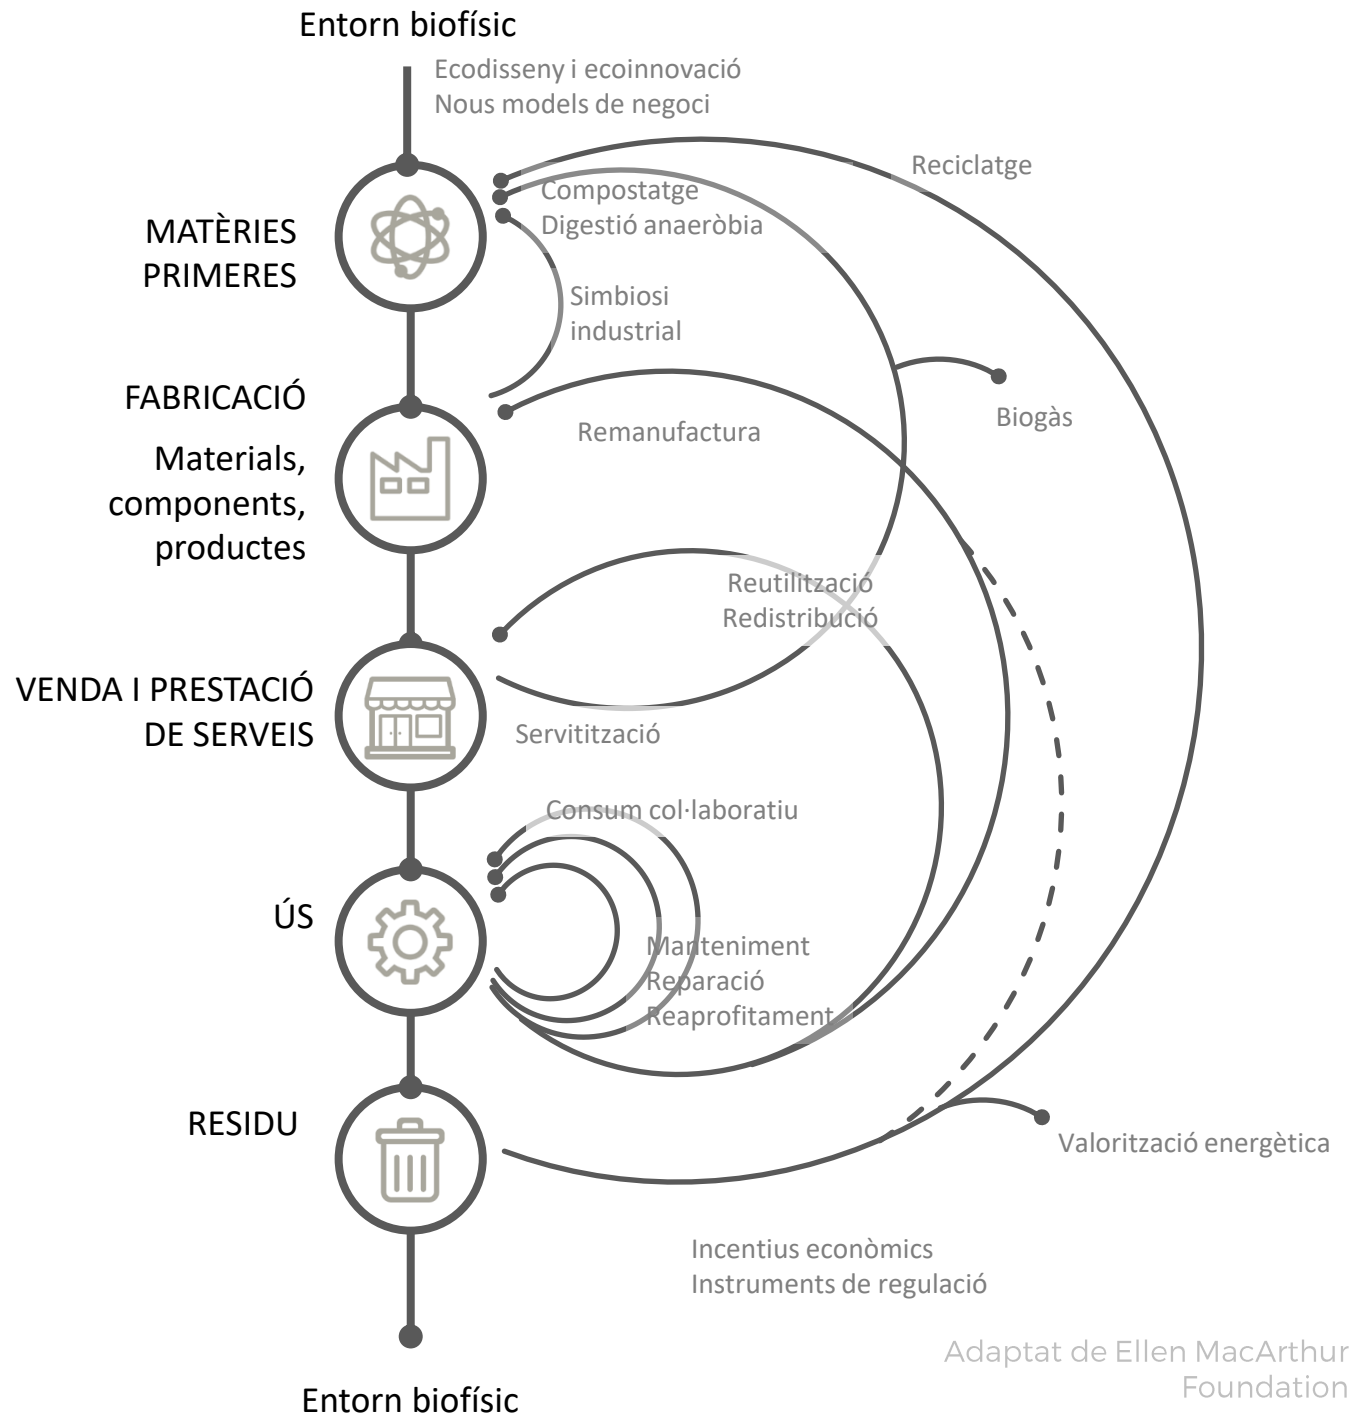 Entorn biofísic
Ecodisseny i ecoinnovació
Nous models de negoci
Reciclatge
Compostatge
Digestió anaeròbia
MATÈRIES
PRIMERES
Simbiosi
industrial
FABRICACIÓ
Materials,
components,
productes
Remanufactura
Biogàs
Reutilització
Redistribució
VENDA I PRESTACIÓ
DE SERVEIS
Servitització
Consum col·laboratiu
ÚS
Manteniment
Reparació
Reaprofitament
RESIDU
Valorització energètica
Incentius econòmics
Instruments de regulació
Adaptat de Ellen MacArthur
Foundation
Entorn biofísic